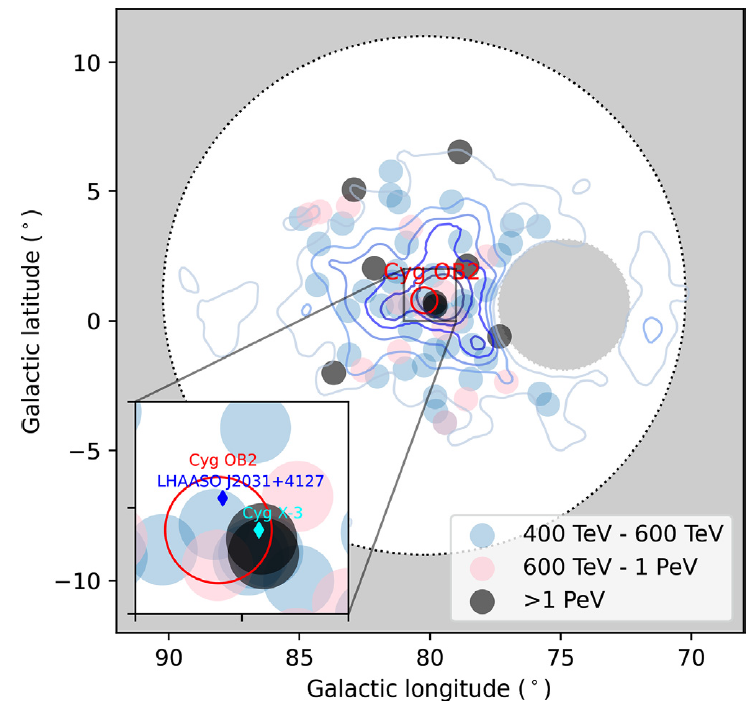 10
5
0
−5
−10
Galactic latitude (°)
Cyg OB2
Cyg OB2
LHAASO J2031+4127
Cyg X-3
400 TeV - 600 TeV
600 TeV - 1 PeV
>1 PeV
90 85 80 75 70
Galactic longitude (°)